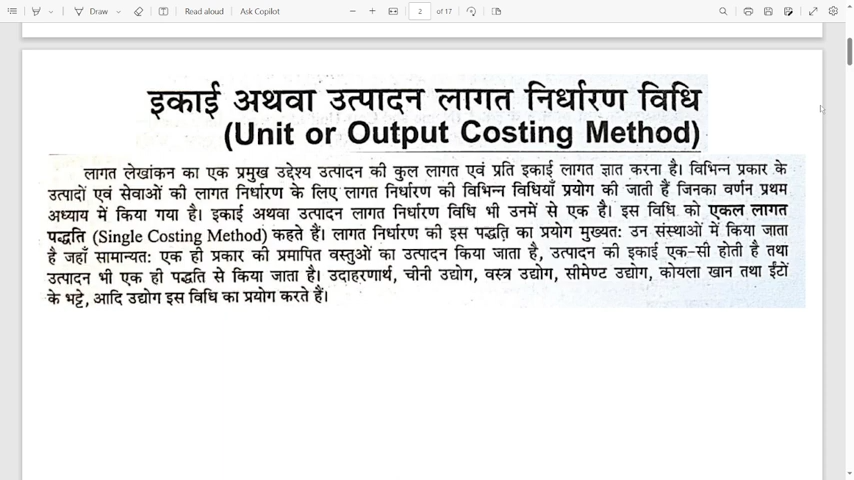 Draw
Read aloud
Ask Copilot
2
of 17
इकाई अथवा उत्पादन लागत निर्धारण विधि
(Unit or Output Costing Method)
लागत लेखांकन का एक प्रमुख उद्देश्य उत्पादन की कुल लागत एवं प्रति इकाई लागत ज्ञात करना है। विभिन्न प्रकार के
उत्पादों एवं सेवाओं की लागत निर्धारण के लिए लागत निर्धारण की विभिन्न विधियाँ प्रयोग की जाती हैं जिनका वर्णन प्रथम
अध्याय में किया गया है। इकाई अथवा उत्पादन लागत निर्धारण विधि भी उनमें से एक है। इस विधि को एकल लागत
पद्धति (Single Costing Method) कहते हैं। लागत निर्धारण की इस पद्धति का प्रयोग मुख्यत: उन संस्थाओं में किया जाता
है जहाँ सामान्यत: एक ही प्रकार की प्रमापित वस्तुओं का उत्पादन किया जाता है, उत्पादन की इकाई एक-सी होती है तथा
उत्पादन भी एक ही पद्धति से किया जाता है। उदाहरणार्थ, चीनी उद्योग, वस्त्र उद्योग, सीमेण्ट उद्योग, कोयला खान तथा ईंटों
के भट्टे, आदि उद्योग इस विधि का प्रयोग करते हैं।